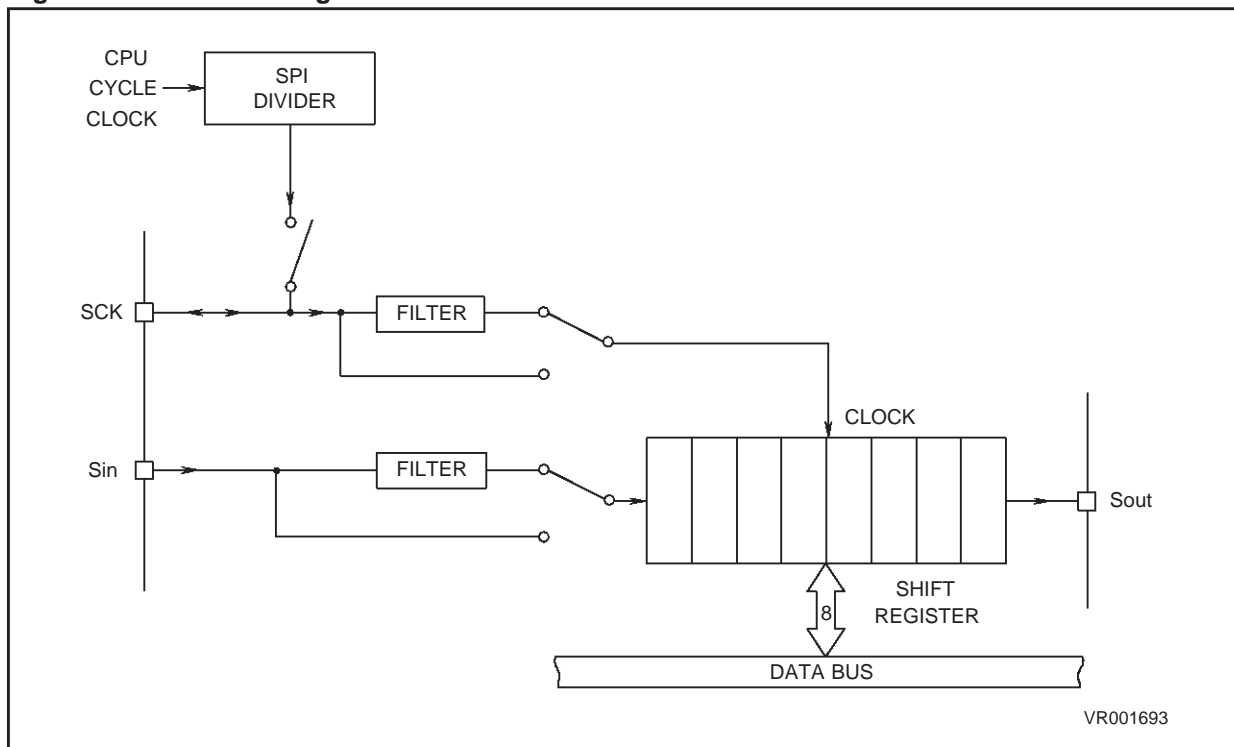 CPU
CYCLE
CLOCK
SPI
DIVIDER
SCK
FILTER
CLOCK
Sin
FILTER
Sout
SHIFT
REGISTER
8
DATA BUS
VR001693